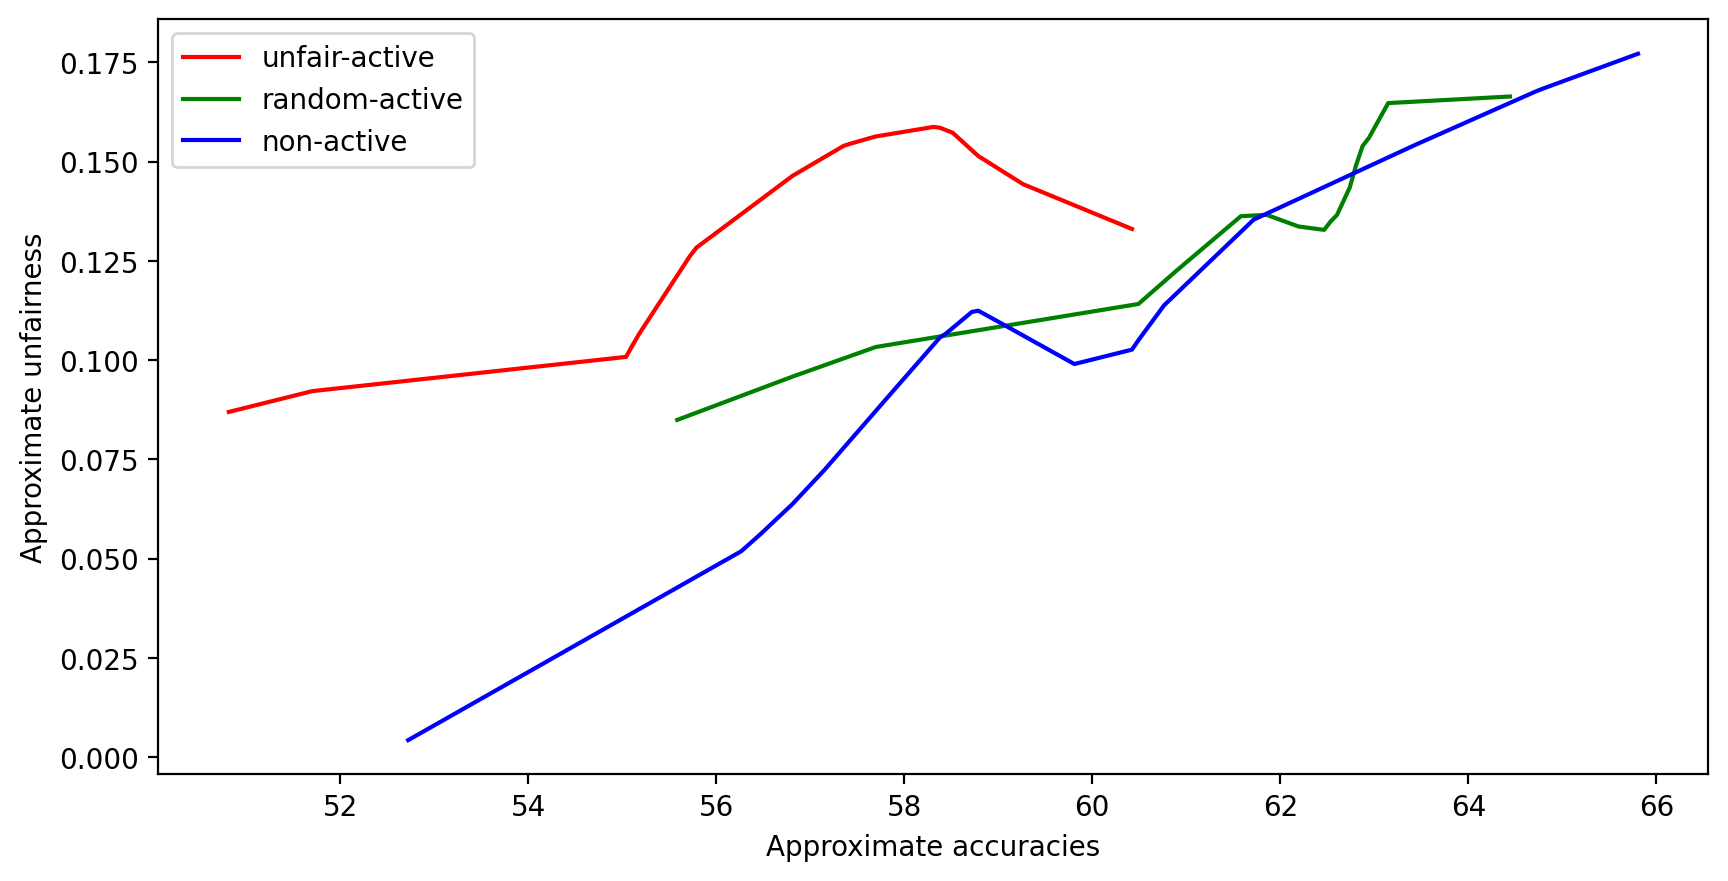 unfair-active
random-active
non-active
0.175
0.150
0.125
0.100
0.075
0.050
0.025
0.000
Approximate unfairness
52 54 56 58 60 62 64 66
Approximate accuracies